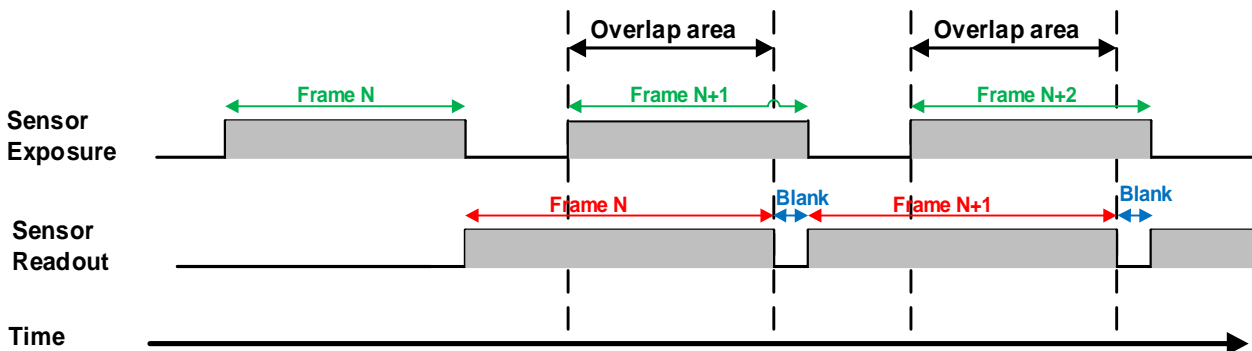 Overlap area Overlap area
Frame N Frame N+1 Frame N+2
Sensor
Exposure
Frame N Blank Frame N+1 Blank
Sensor
Readout
Time